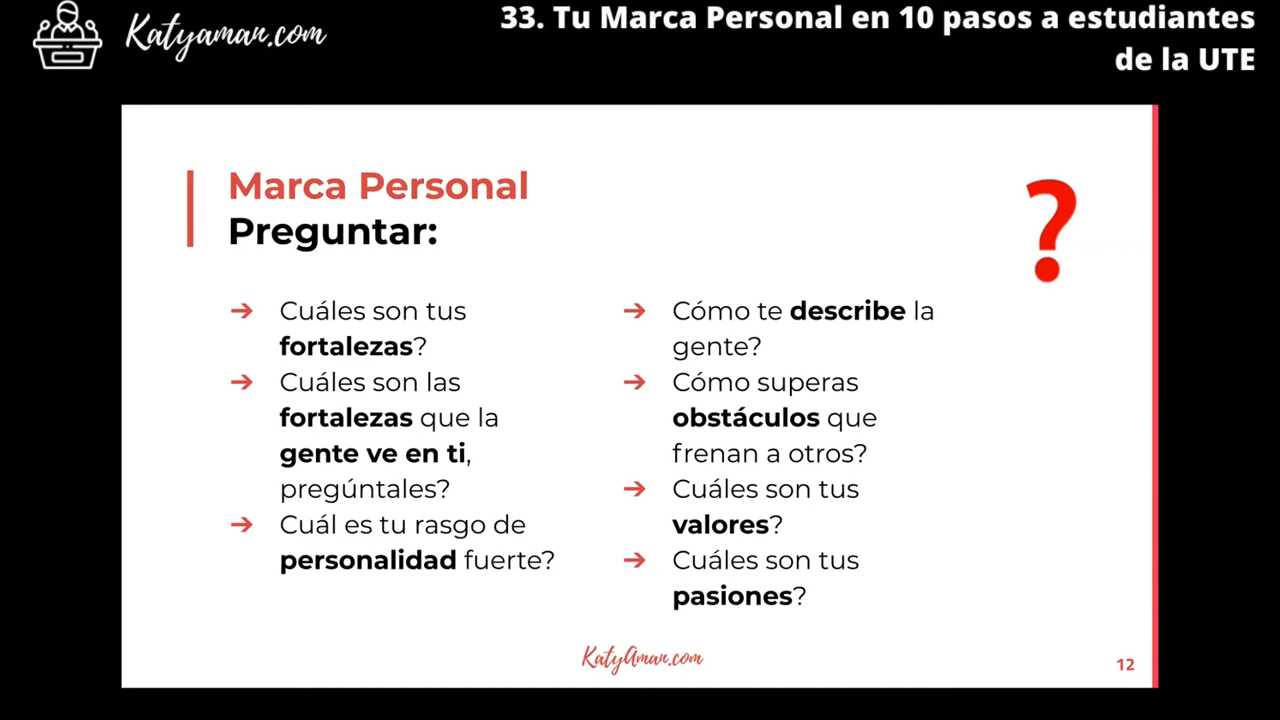 Katyaman.com
33. Tu Marca Personal en 10 pasos a estudiantes
de la UTE
Marca Personal
Preguntar:
?
➔ Cuáles son tus
fortalezas?
➔ Cuáles son las
fortalezas que la
gente ve en ti,
pregúntales?
➔ Cuál es tu rasgo de
personalidad fuerte?
➔ Cómo te describe la
gente?
➔ Cómo superas
obstáculos que
frenan a otros?
➔ Cuáles son tus
valores?
➔ Cuáles son tus
pasiones?
KatyAman.com
12